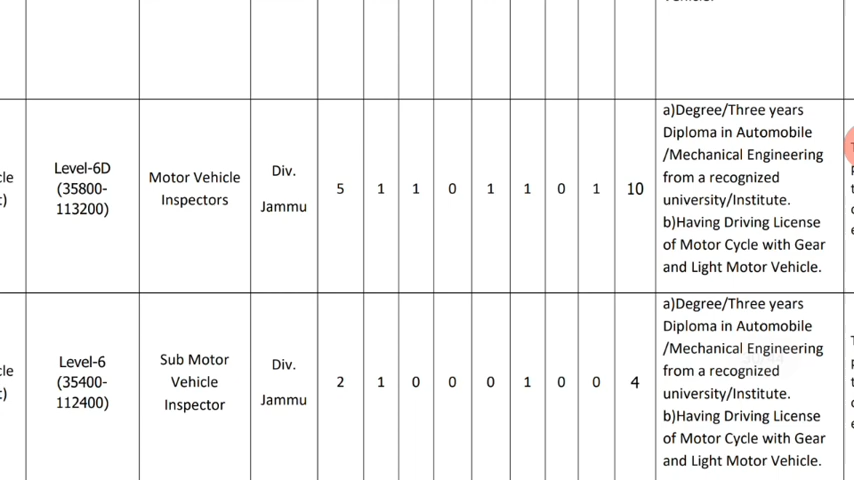 Level-6D
(35800-
113200)
Motor Vehicle
Inspectors
Div.
Jammu
5 1 1 0 1 1 0 1 10
a)Degree/Three years
Diploma in Automobile
/Mechanical Engineering
from a recognized
university/Institute.
b)Having Driving License
of Motor Cycle with Gear
and Light Motor Vehicle.
Level-6
(35400-
112400)
Sub Motor
Vehicle
Inspector
Div.
Jammu
2 1 0 0 0 1 0 0 4
a)Degree/Three years
Diploma in Automobile
/Mechanical Engineering
from a recognized
university/Institute.
b)Having Driving License
of Motor Cycle with Gear
and Light Motor Vehicle.